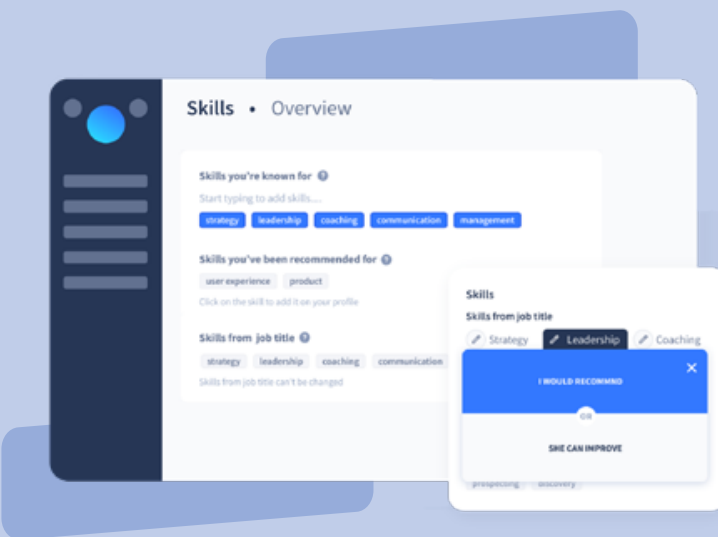 Skills • Overview
Skills you're known for ?
Start typing to add skills....
strategy leadership coaching communication management
Skills you've been recommended for ?
user experience product
Click on the skill to add it on your profile
Skills from job title ?
strategy leadership coaching communication
Skills from job title can't be changed
Skills
Skills from job title
Strategy Leadership Coaching
I WOULD RECOMMND
OR
SHE CAN IMPROVE
prospecting discovery